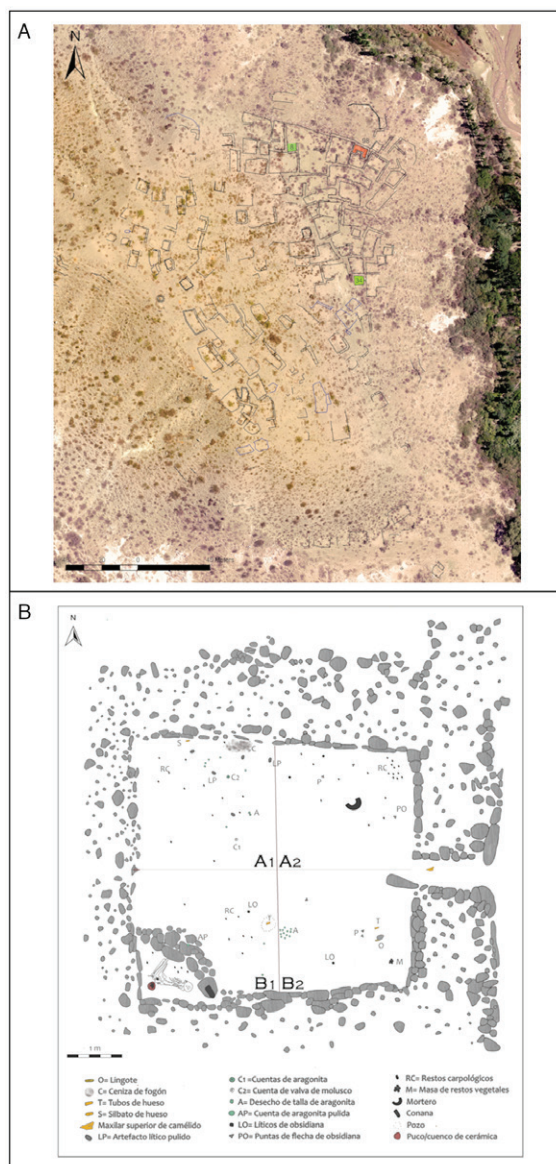 A
N
B
N
S
C
RC
LP
C2
LP
P
RC
A
PO
C1
A1 A2
RC
LO
T
A
P
T
O
AP
LO
M
B1 B2
1 m
O= Lingote
C= Ceniza de fogón
T= Tubos de hueso
S= Silbato de hueso
Maxilar superior de camélido
LP= Artefacto lítico pulido
C1 =Cuentas de aragonita
C2= Cuenta de valva de molusco
A= Desecho de talla de aragonita
AP= Cuenta de aragonita pulida
LO= Líticos de obsidiana
PO= Puntas de flecha de obsidiana
RC= Restos carpológicos
M= Masa de restos vegetales
Mortero
Conana
Pozo
Puco/cuenco de cerámica